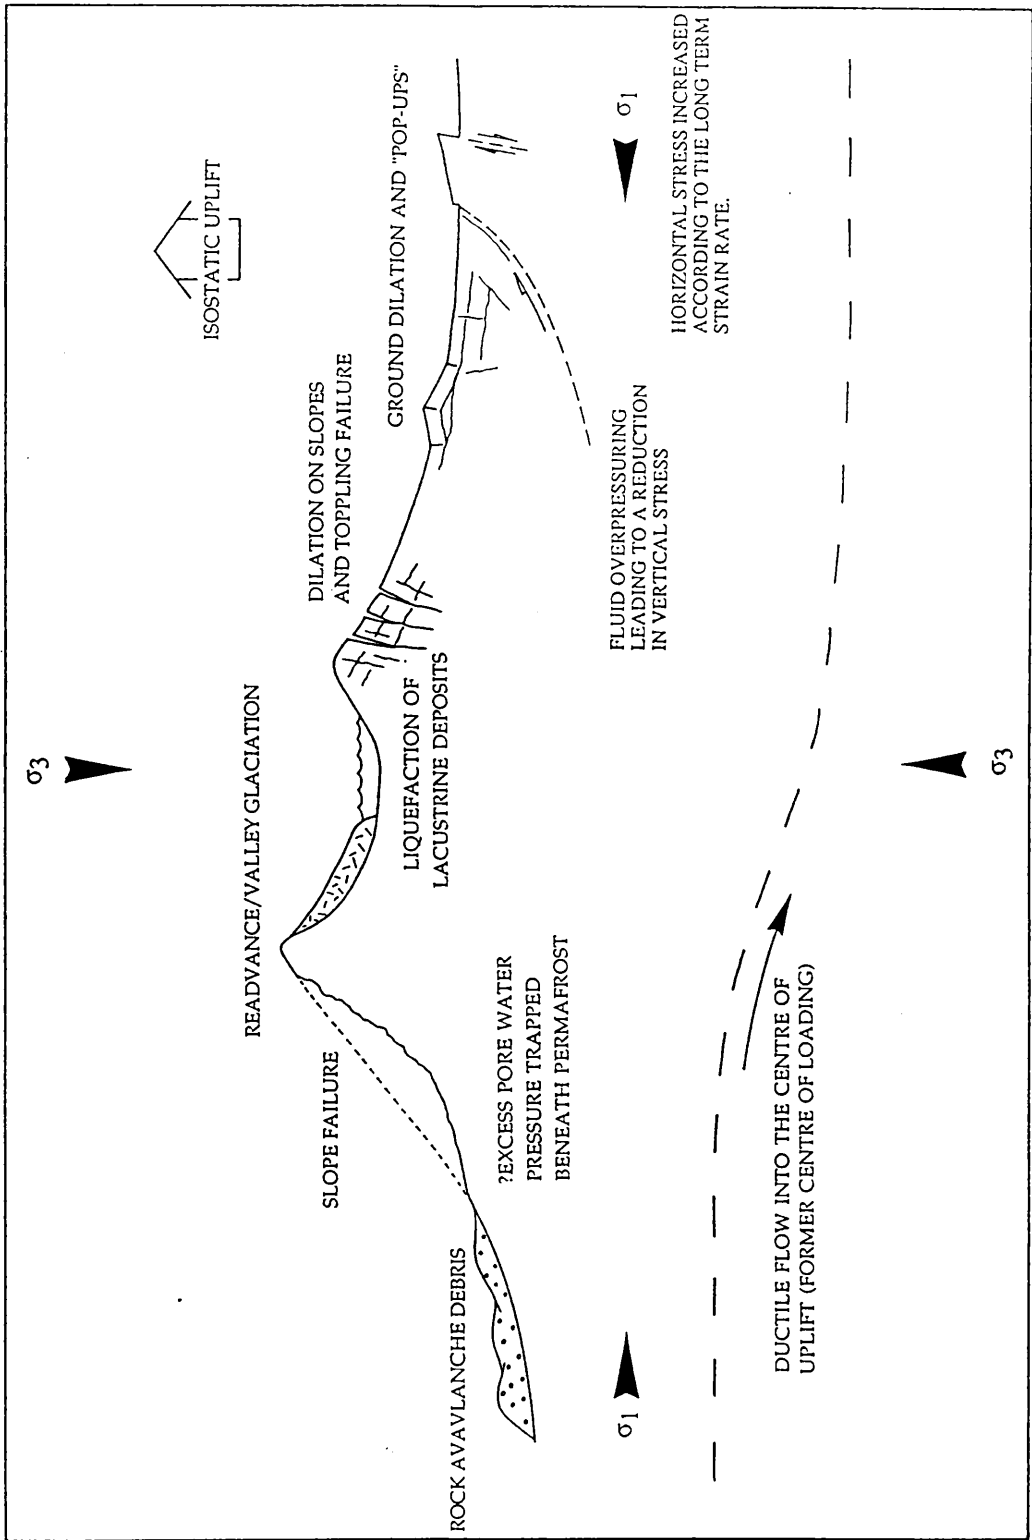 σ3
ISOSTATIC UPLIFT
READVANCE/VALLEY GLACIATION
DILATION ON SLOPES
AND TOPPLING FAILURE
GROUND DILATION AND "POP-UPS"
SLOPE FAILURE
LIQUEFACTION OF
LACUSTRINE DEPOSITS
ROCK AVAVLANCHE DEBRIS
?EXCESS PORE WATER
PRESSURE TRAPPED
BENEATH PERMAFROST
σ1
FLUID OVERPRESSURING
LEADING TO A REDUCTION
IN VERTICAL STRESS
σ1
HORIZONTAL STRESS INCREASED
ACCORDING TO THE LONG TERM
STRAIN RATE.
DUCTILE FLOW INTO THE CENTRE OF
UPLIFT (FORMER CENTRE OF LOADING)
σ3